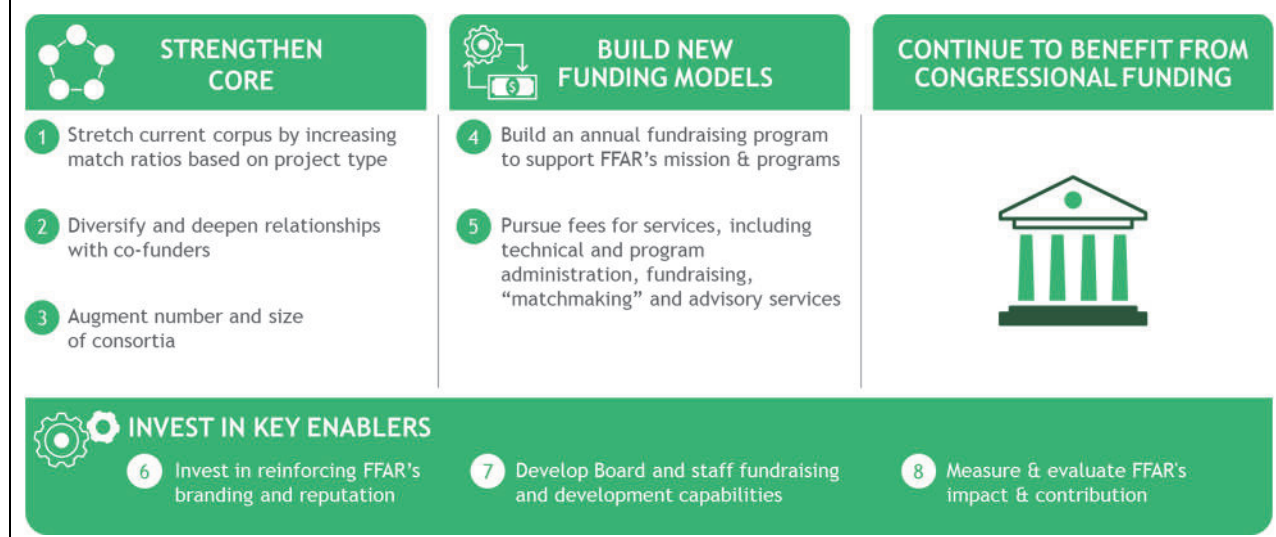 STRENGTHEN
CORE
1 Stretch current corpus by increasing
match ratios based on project type
2 Diversify and deepen relationships
with co-funders
3 Augment number and size
of consortia
$
BUILD NEW
FUNDING MODELS
4 Build an annual fundraising program
to support FFAR’s mission & programs
5 Pursue fees for services, including
technical and program
administration, fundraising,
“matchmaking” and advisory services
CONTINUE TO BENEFIT FROM
CONGRESSIONAL FUNDING
INVEST IN KEY ENABLERS
6 Invest in reinforcing FFAR’s
branding and reputation
7 Develop Board and staff fundraising
and development capabilities
8 Measure & evaluate FFAR's
impact & contribution